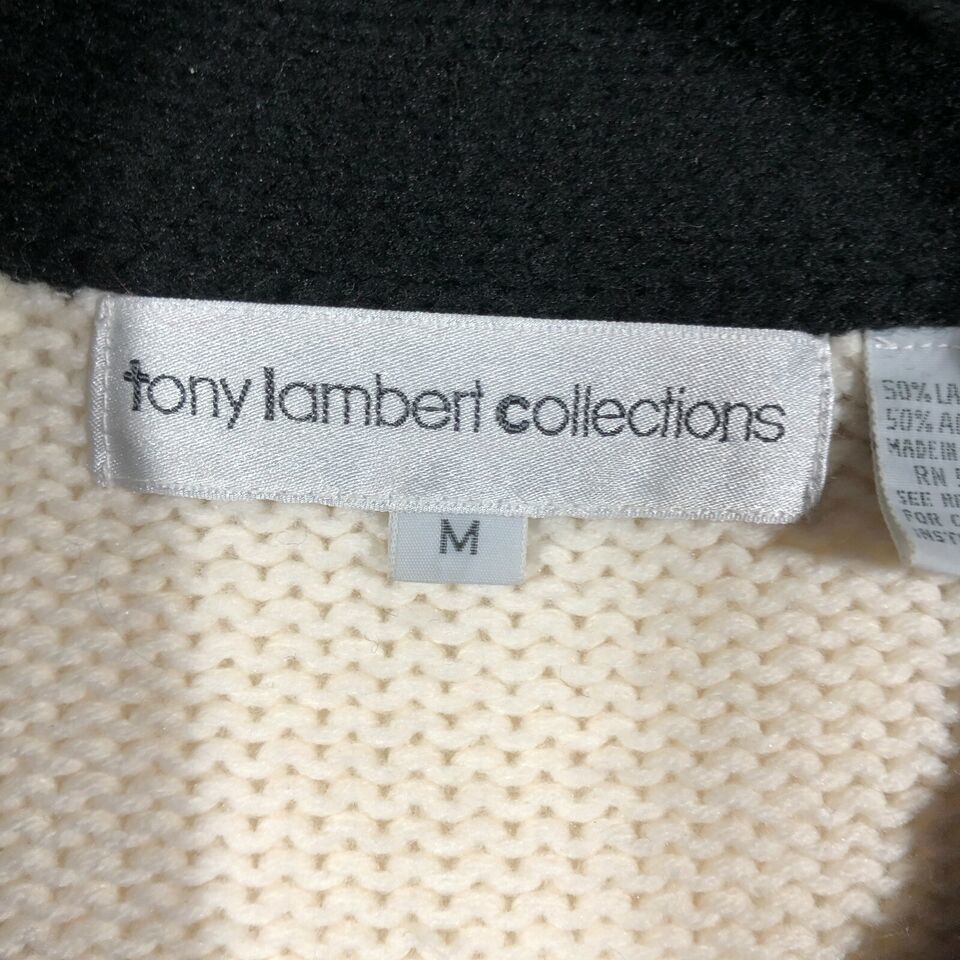 tony lambert collections
M
50%
50%
MADE IN
RN
SEE
FOR